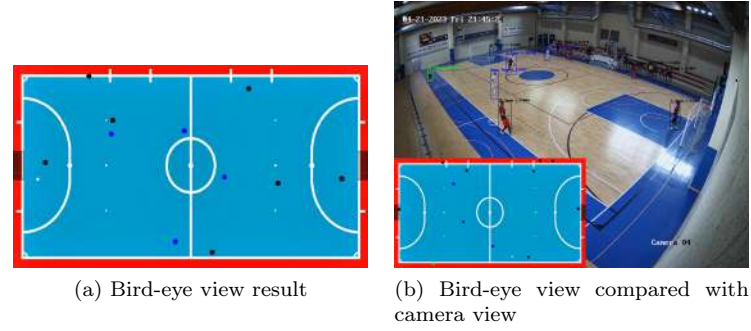 04-21-2023 Fri 21:45:2
Camera 04
(a) Bird-eye view result
(b) Bird-eye view compared with
camera view